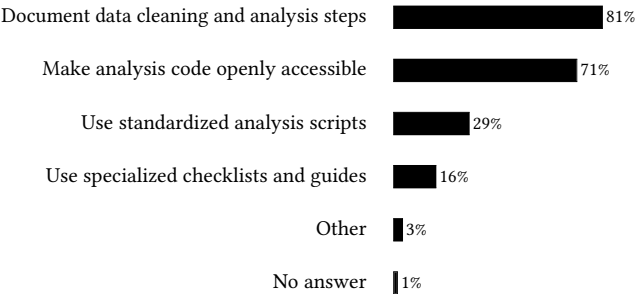 Document data cleaning and analysis steps 81%
Make analysis code openly accessible 71%
Use standardized analysis scripts 29%
Use specialized checklists and guides 16%
Other 3%
No answer 1%